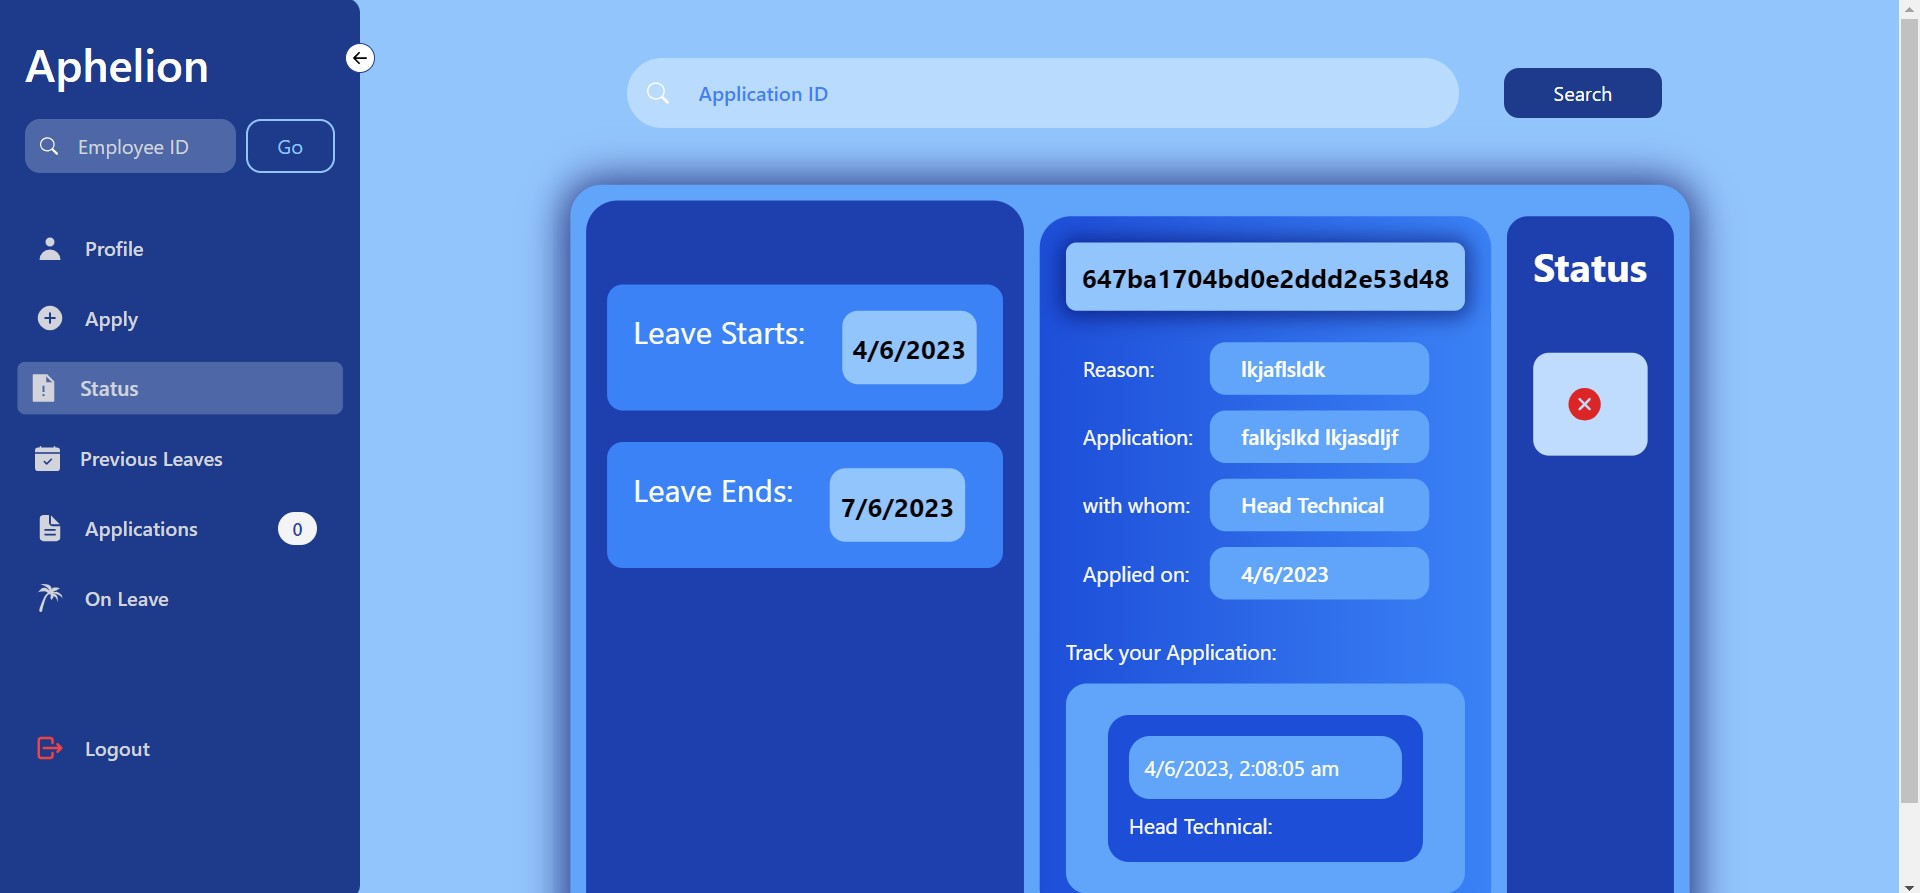 Aphelion
Employee ID
Go
Profile
Apply
Status
Previous Leaves
Applications
0
On Leave
Logout
Application ID
Search
Leave Starts:
4/6/2023
Leave Ends:
7/6/2023
647ba1704bd0e2ddd2e53d48
Reason:
lkjaflsldk
Application:
falkjslkd lkjasdljf
with whom:
Head Technical
Applied on:
4/6/2023
Track your Application:
4/6/2023, 2:08:05 am
Head Technical:
Status